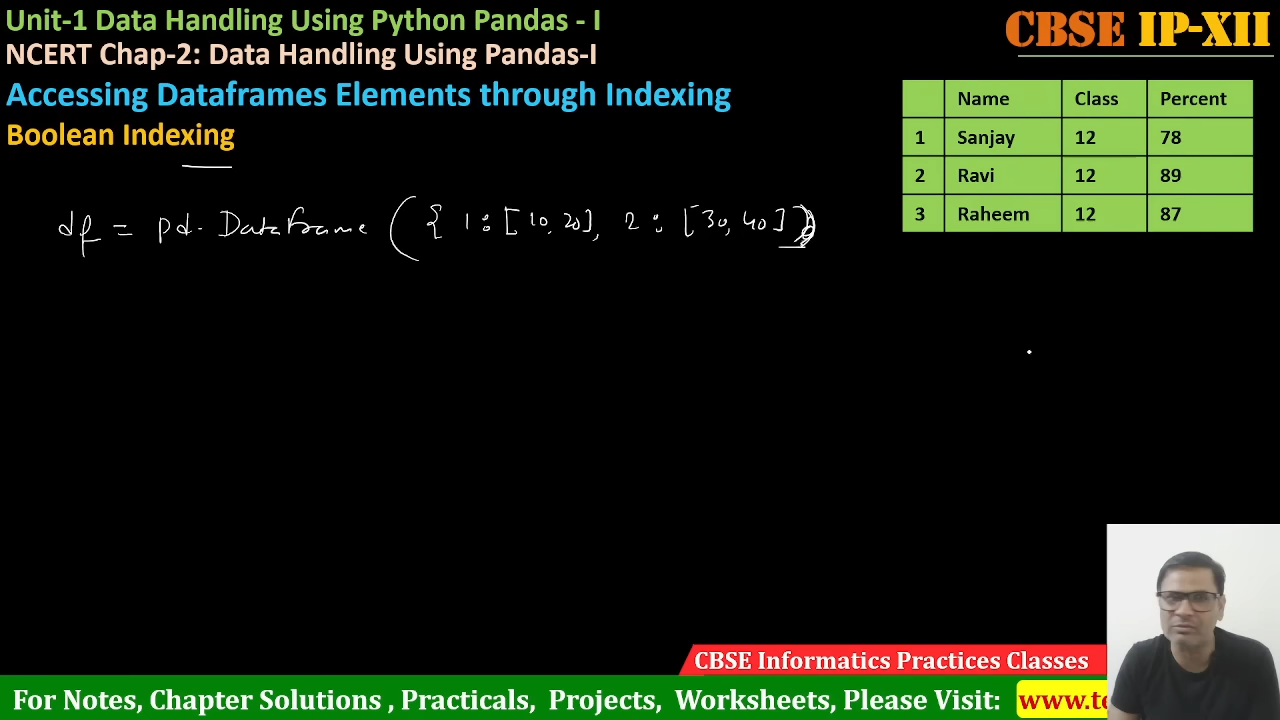 Unit-1 Data Handling Using Python Pandas - I
NCERT Chap-2: Data Handling Using Pandas-I
CBSE IP-XII
Accessing Dataframes Elements through Indexing
Boolean Indexing
Name Class Percent
1 Sanjay 12 78
2 Ravi 12 89
3 Raheem 12 87
df = pd. DataFrame ( { 1 : [10, 20], 2 : [30, 40] })
CBSE Informatics Practices Classes
For Notes, Chapter Solutions , Practicals, Projects, Worksheets, Please Visit: